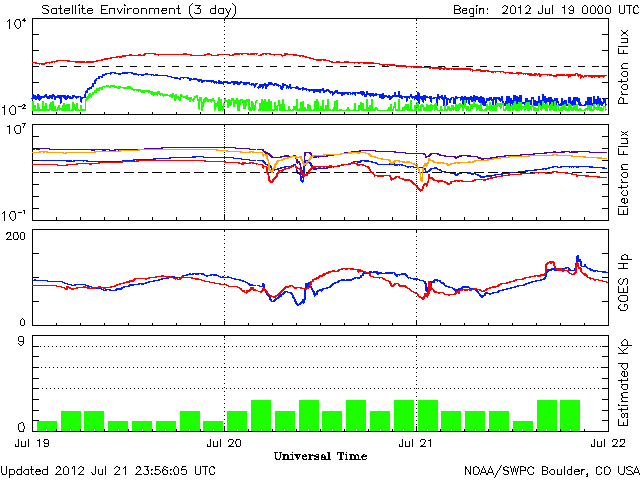 Satellite Environment (3 day) Begin: 2012 Jul 19 0000 UTC
10⁴
Proton Flux
10⁻²
10⁷
Electron Flux
10⁻¹
200
GOES Hp
0
9
Estimated Kp
0
Jul 19 Jul 20 Jul 21 Jul 22
Universal Time
Updated 2012 Jul 21 23:56:05 UTC NOAA/SWPC Boulder, CO USA